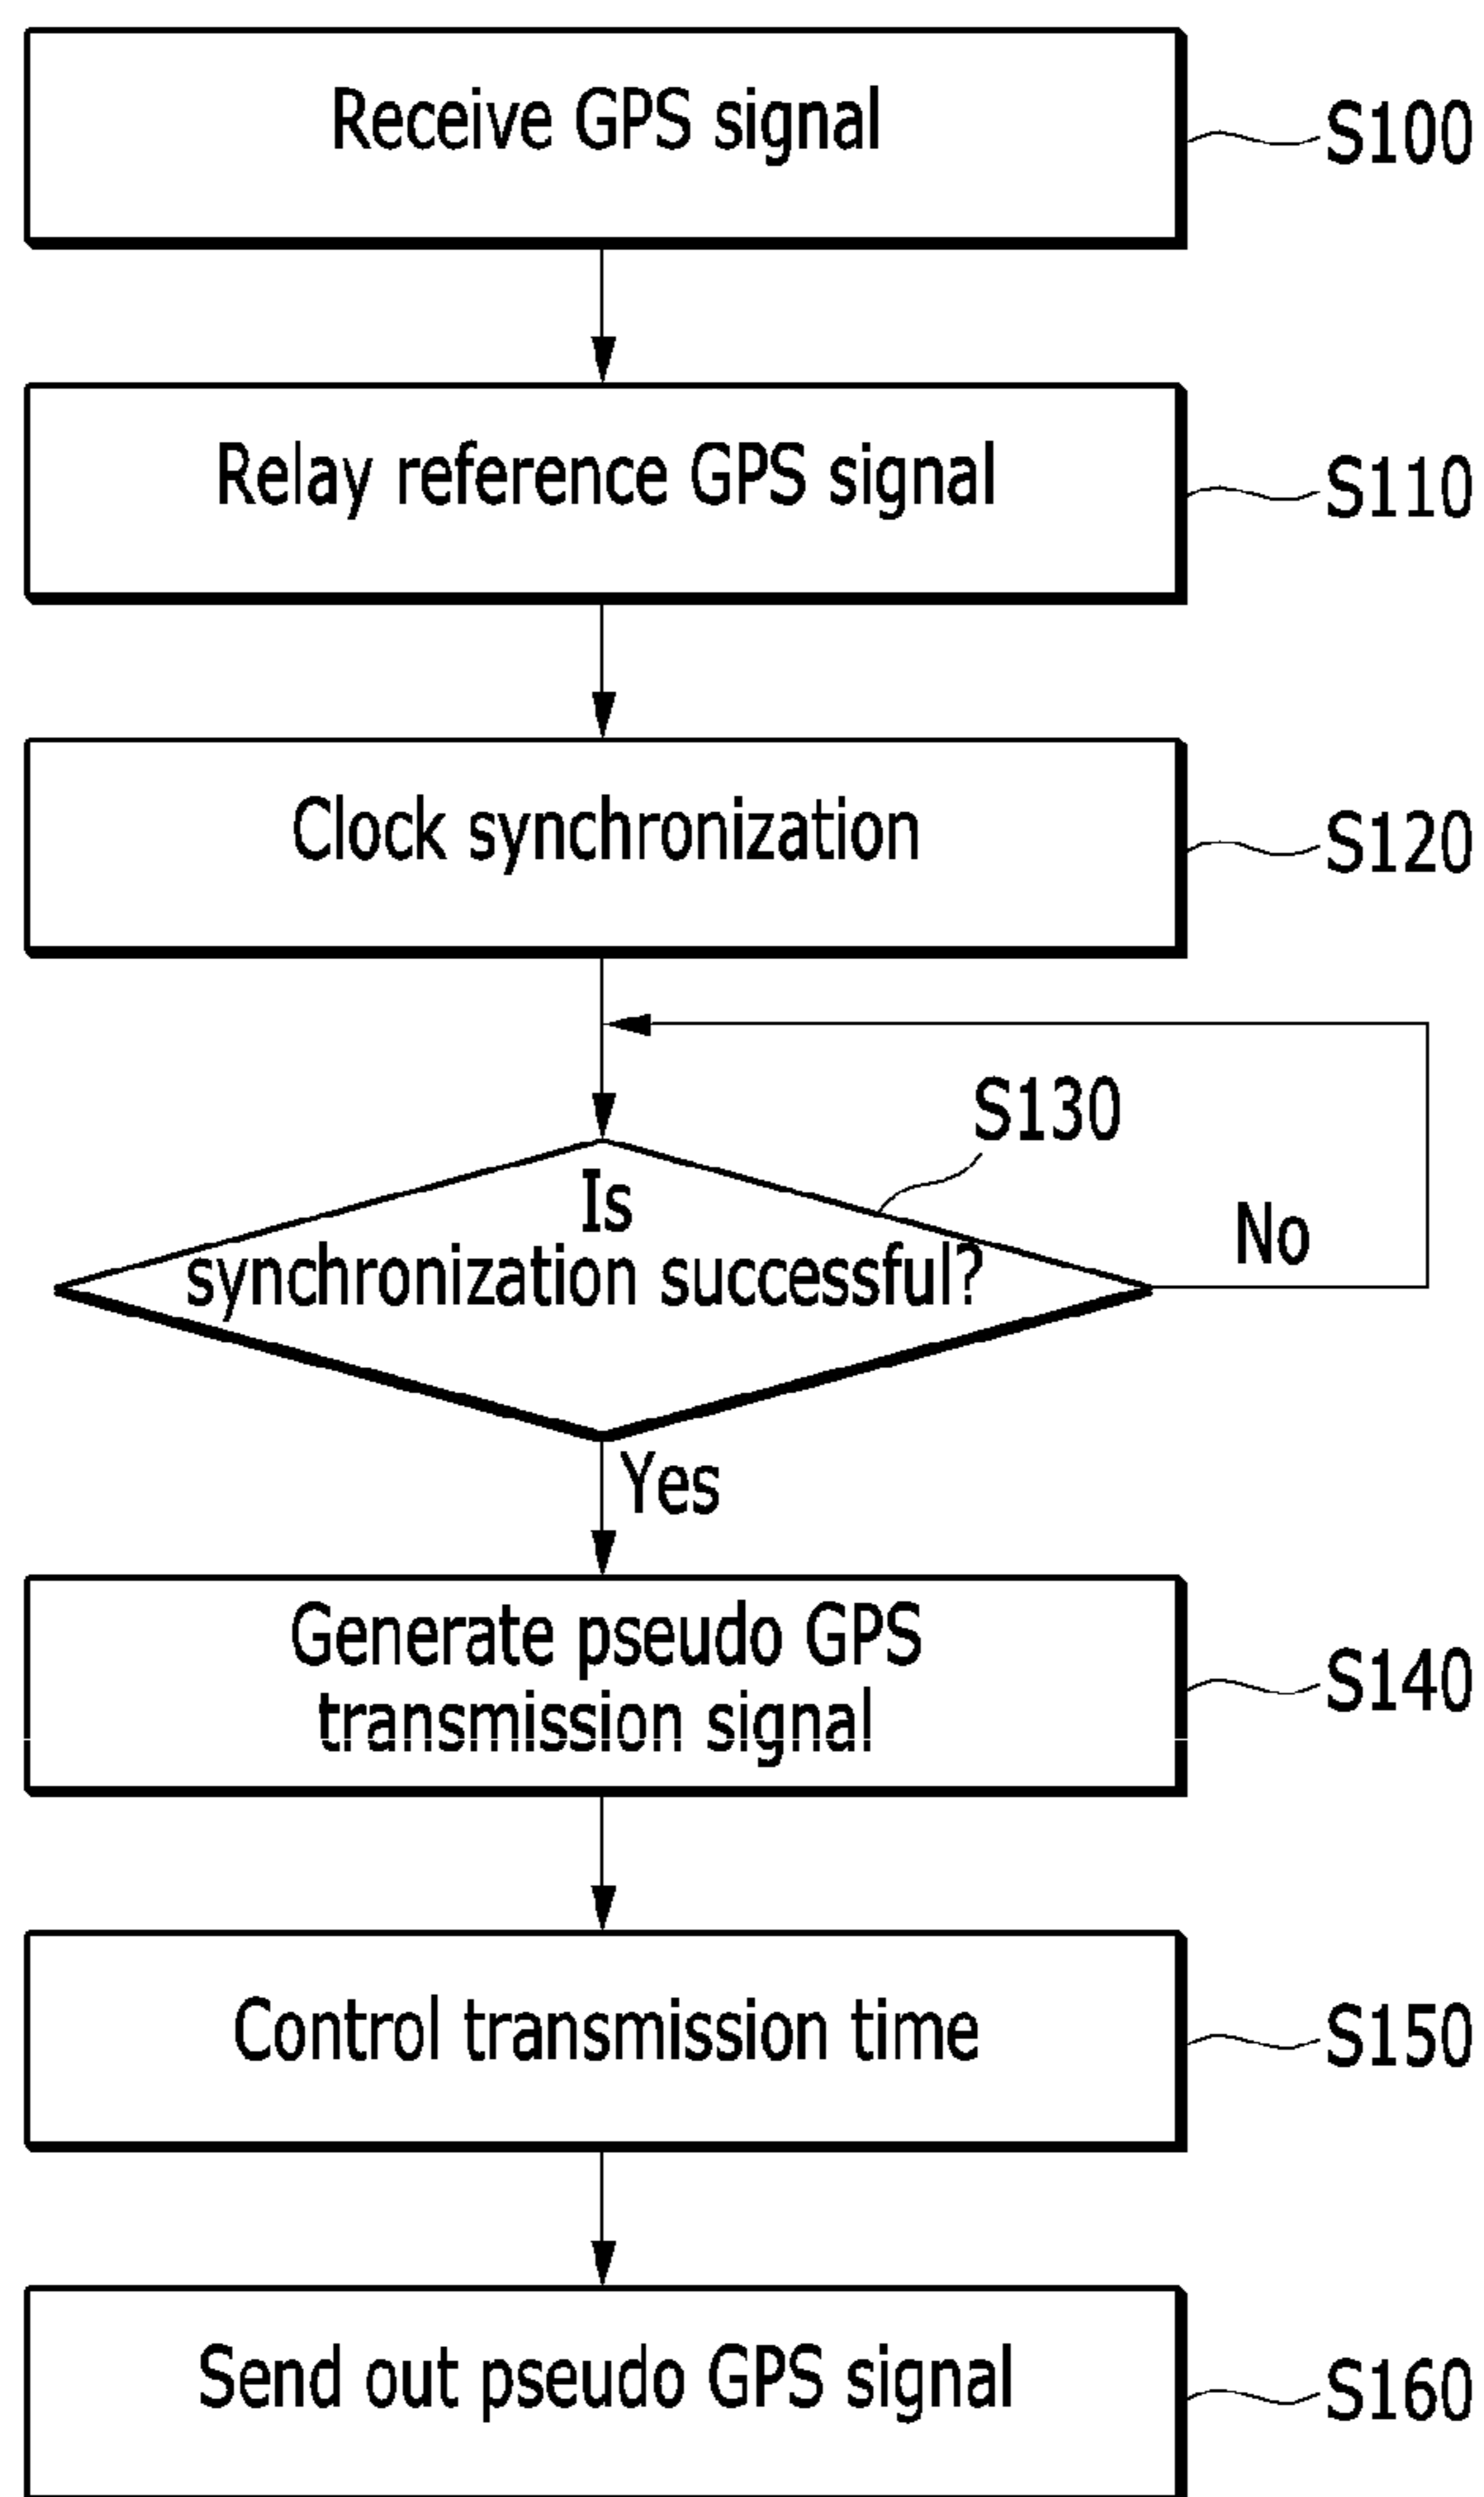 Receive GPS signal
S100
Relay reference GPS signal
S110
Clock synchronization
S120
S130
Is
synchronization successful?
No
Yes
Generate pseudo GPS
transmission signal
S140
Control transmission time
S150
Send out pseudo GPS signal
S160